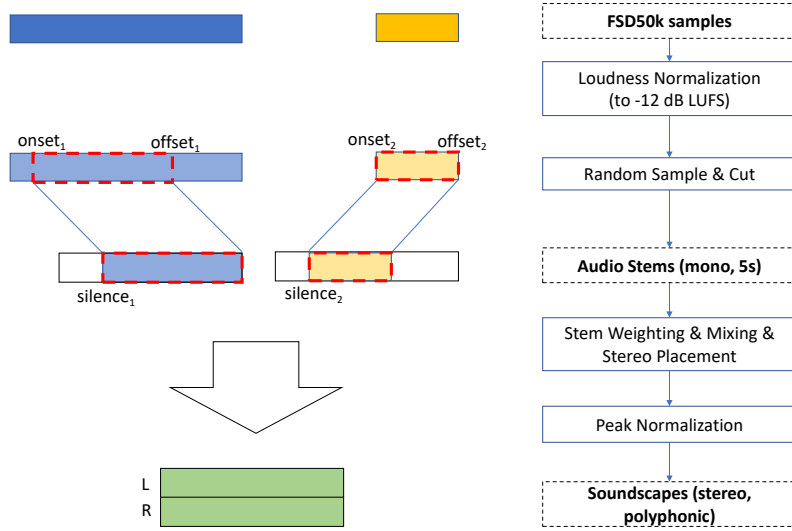 onset₁
offset₁
onset₂
offset₂
silence₁
silence₂
L
R
FSD50k samples
Loudness Normalization
(to -12 dB LUFS)
Random Sample & Cut
Audio Stems (mono, 5s)
Stem Weighting & Mixing &
Stereo Placement
Peak Normalization
Soundscapes (stereo,
polyphonic)